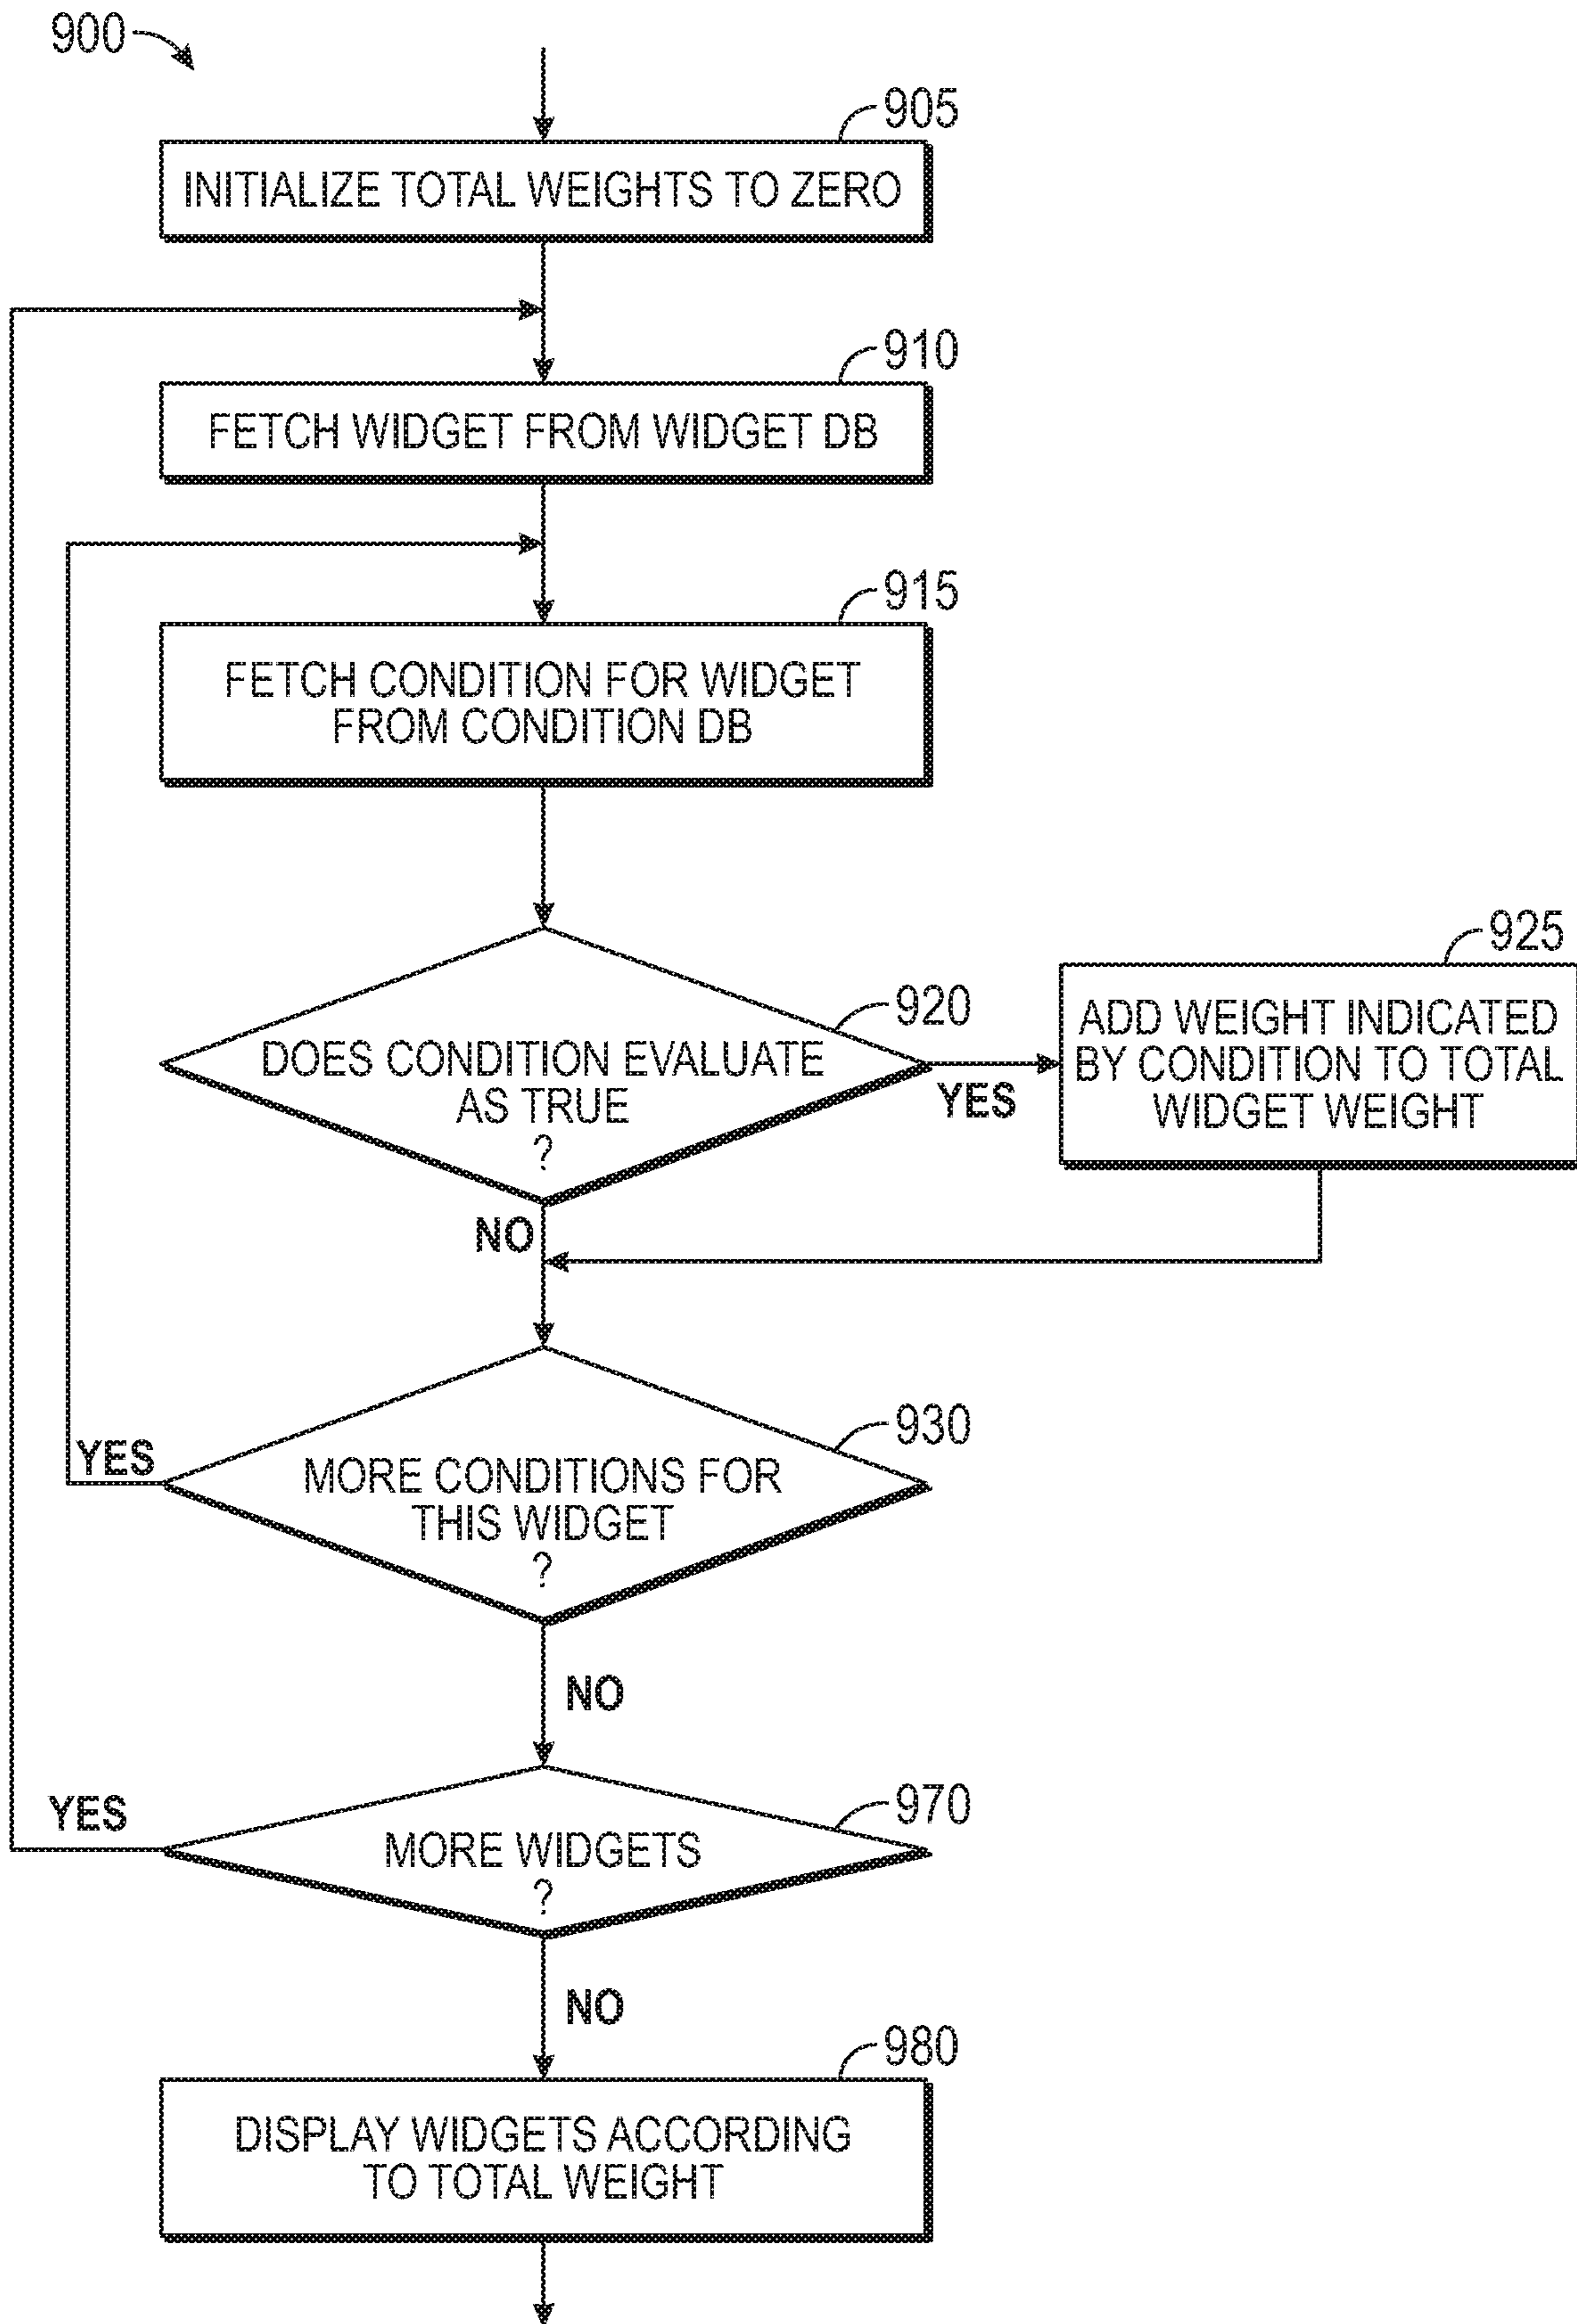 900
905
INITIALIZE TOTAL WEIGHTS TO ZERO
910
FETCH WIDGET FROM WIDGET DB
915
FETCH CONDITION FOR WIDGET
FROM CONDITION DB
920
DOES CONDITION EVALUATE
AS TRUE
?
YES
925
ADD WEIGHT INDICATED
BY CONDITION TO TOTAL
WIDGET WEIGHT
NO
930
YES
MORE CONDITIONS FOR
THIS WIDGET
?
NO
970
YES
MORE WIDGETS
?
NO
980
DISPLAY WIDGETS ACCORDING
TO TOTAL WEIGHT